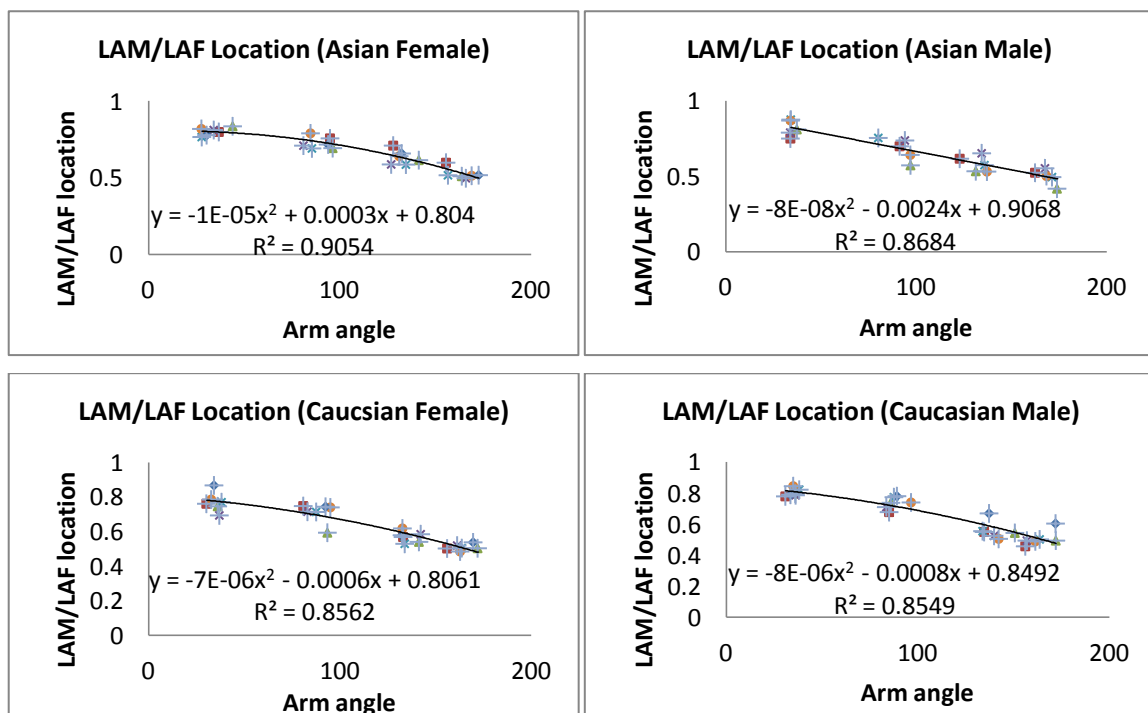 LAM/LAF Location (Asian Female)
LAM/LAF location
1
0.5
0
y = -1E-05x² + 0.0003x + 0.804
R² = 0.9054
0
100
200
Arm angle
LAM/LAF Location (Asian Male)
LAM/LAF location
1
0.5
0
y = -8E-08x² - 0.0024x + 0.9068
R² = 0.8684
0
100
200
Arm angle
LAM/LAF Location (Caucsian Female)
LAM/LAF location
1
0.8
0.6
0.4
0.2
0
y = -7E-06x² - 0.0006x + 0.8061
R² = 0.8562
0
100
200
Arm angle
LAM/LAF Location (Caucasian Male)
LAM/LAF location
1
0.8
0.6
0.4
0.2
0
y = -8E-06x² - 0.0008x + 0.8492
R² = 0.8549
0
100
200
Arm angle